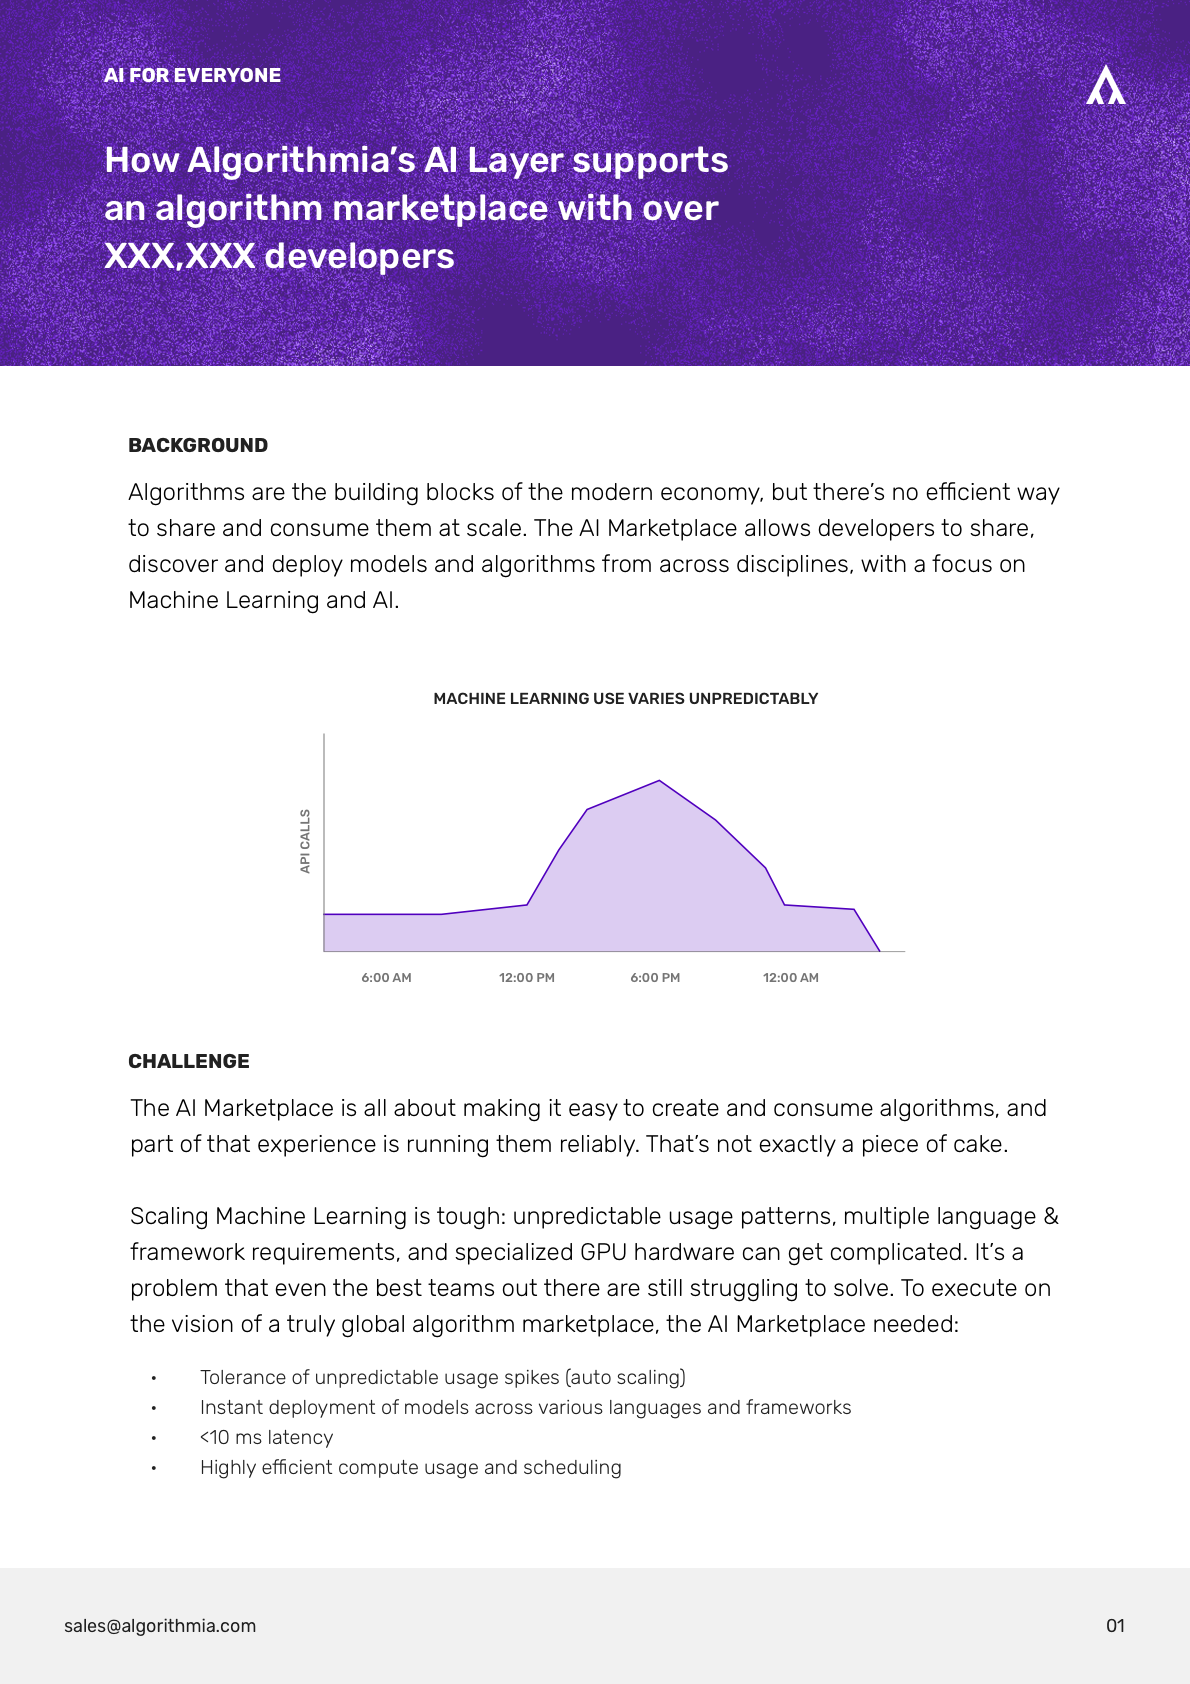 AI FOR EVERYONE
How Algorithmia’s AI Layer supports
an algorithm marketplace with over
XXX,XXX developers
BACKGROUND
Algorithms are the building blocks of the modern economy, but there’s no efficient way
to share and consume them at scale. The AI Marketplace allows developers to share,
discover and deploy models and algorithms from across disciplines, with a focus on
Machine Learning and AI.
MACHINE LEARNING USE VARIES UNPREDICTABLY
API CALLS
6:00 AM 12:00 PM 6:00 PM 12:00 AM
CHALLENGE
The AI Marketplace is all about making it easy to create and consume algorithms, and
part of that experience is running them reliably. That’s not exactly a piece of cake.
Scaling Machine Learning is tough: unpredictable usage patterns, multiple language &
framework requirements, and specialized GPU hardware can get complicated. It’s a
problem that even the best teams out there are still struggling to solve. To execute on
the vision of a truly global algorithm marketplace, the AI Marketplace needed:
• Tolerance of unpredictable usage spikes (auto scaling)
• Instant deployment of models across various languages and frameworks
• <10 ms latency
• Highly efficient compute usage and scheduling
sales@algorithmia.com 01